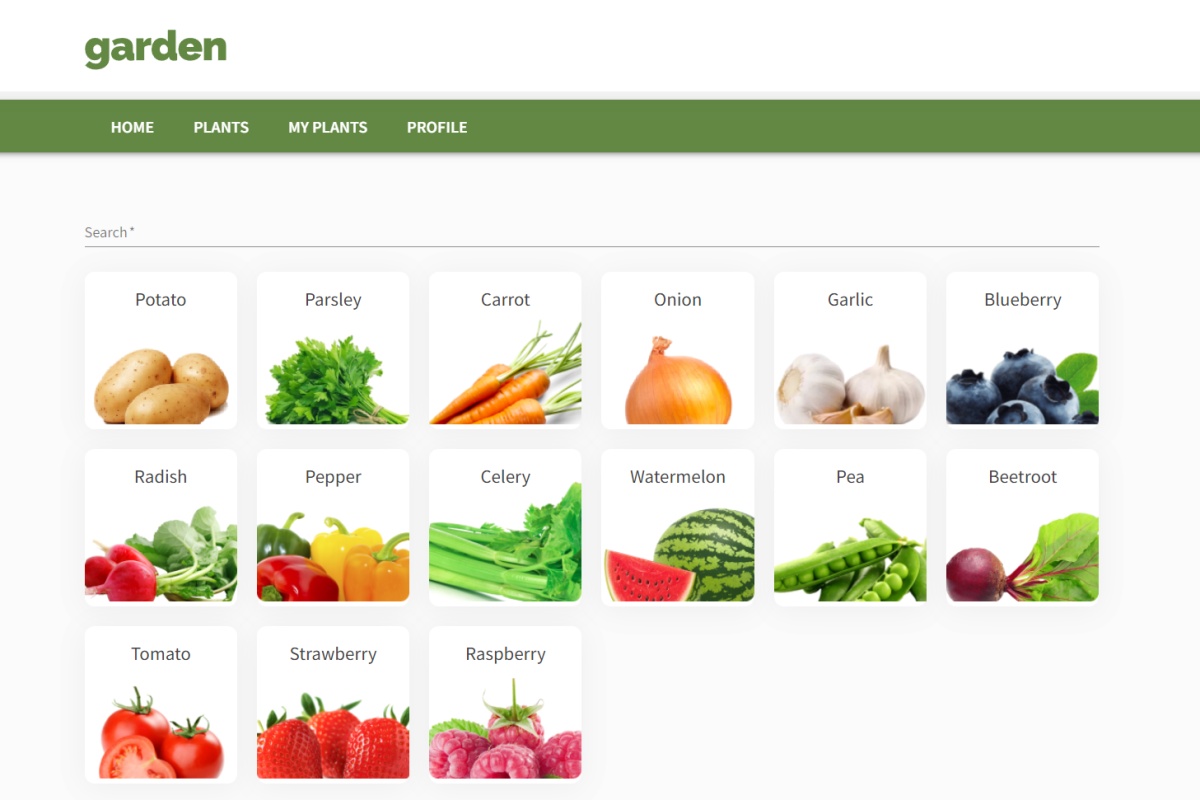 garden
HOME PLANTS MY PLANTS PROFILE
Search *
Potato Parsley Carrot Onion Garlic Blueberry
Radish Pepper Celery Watermelon Pea Beetroot
Tomato Strawberry Raspberry